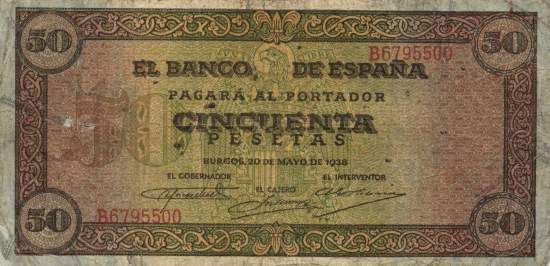 50 50
B6795500
EL BANCO DE ESPAÑA
PAGARÁ AL PORTADOR
CINCUENTA
PESETAS
BURGOS, 20 DE MAYO DE 1938
EL GOBERNADOR EL CAJERO EL INTERVENTOR
B6795500
50 50